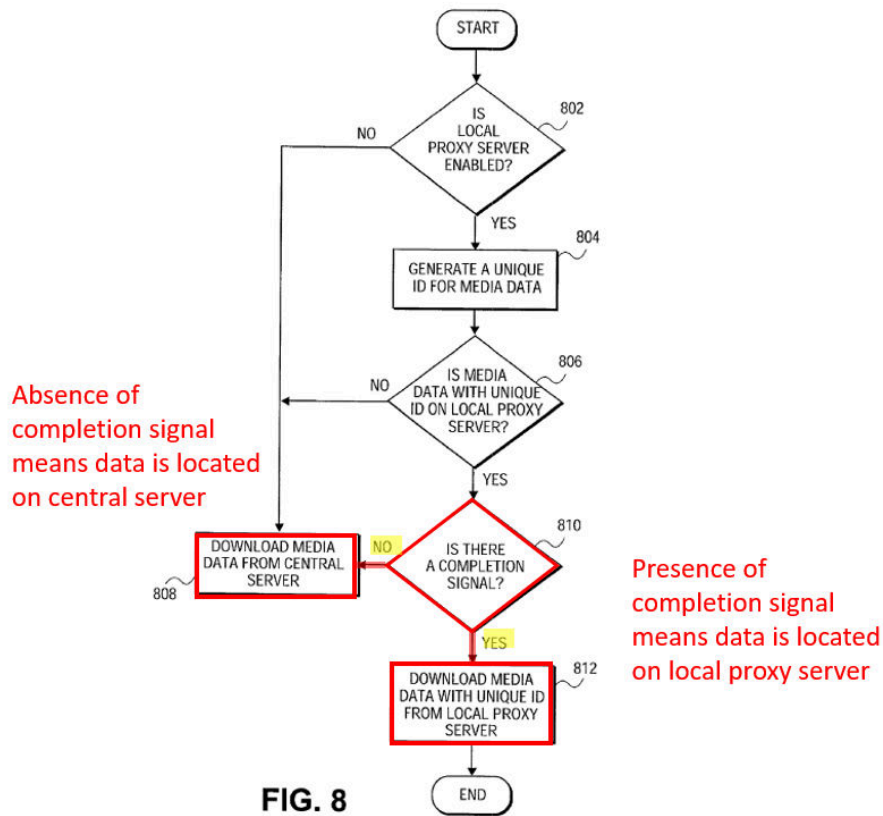 START
IS
LOCAL
PROXY SERVER
ENABLED?
802
NO
YES
804
GENERATE A UNIQUE
ID FOR MEDIA DATA
806
IS MEDIA
DATA WITH UNIQUE
ID ON LOCAL PROXY
SERVER?
NO
YES
Absence of
completion signal
means data is located
on central server
810
IS THERE
A COMPLETION
SIGNAL?
NO
DOWNLOAD MEDIA
DATA FROM CENTRAL
SERVER
808
YES
Presence of
completion signal
means data is located
on local proxy server
812
DOWNLOAD MEDIA
DATA WITH UNIQUE ID
FROM LOCAL PROXY
SERVER
END
FIG. 8